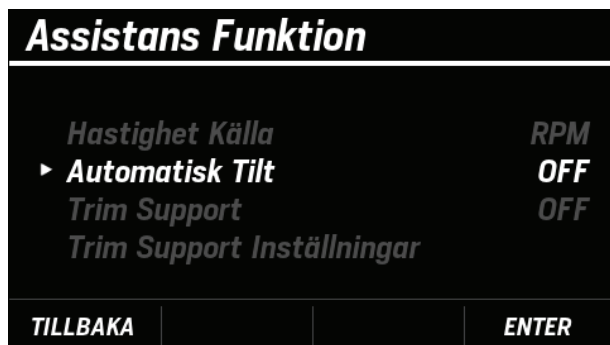 Assistans Funktion
Hastighet Källa RPM
Automatisk Tilt OFF
Trim Support OFF
Trim Support Inställningar
TILLBAKA ENTER